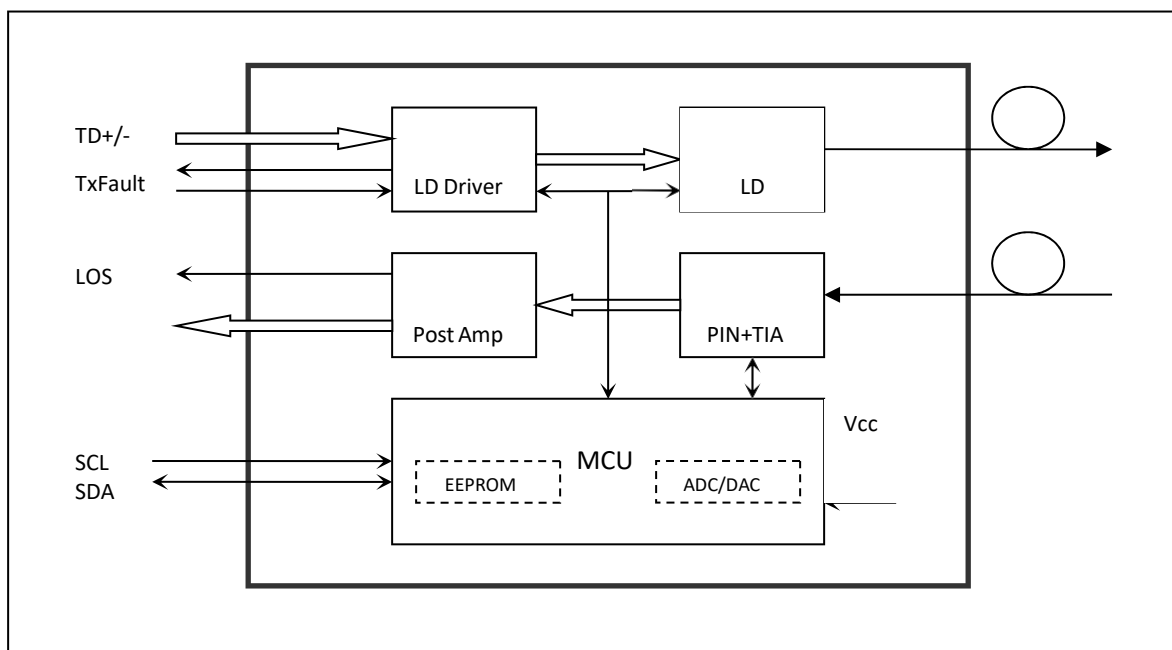 TD+/-
TxFault
LD Driver
LD
LOS
Post Amp
PIN+TIA
Vcc
MCU
SCL
SDA
EEPROM
ADC/DAC